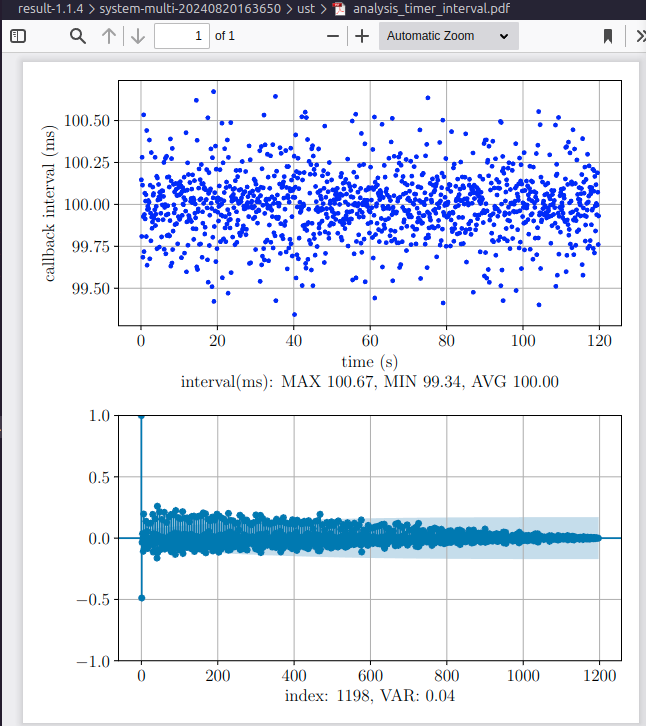 result-1.1.4 > system-multi-20240820163650 > ust > analysis_timer_interval.pdf
1 of 1
Automatic Zoom
callback interval (ms)
100.50
100.25
100.00
99.75
99.50
0 20 40 60 80 100 120
time (s)
interval(ms): MAX 100.67, MIN 99.34, AVG 100.00
1.0
0.5
0.0
−0.5
−1.0
0 200 400 600 800 1000 1200
index: 1198, VAR: 0.04